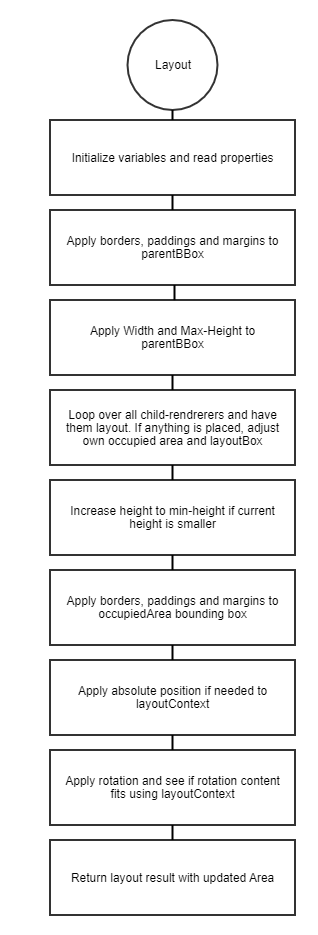 Layout
Initialize variables and read properties
Apply borders, paddings and margins to
parentBBox
Apply Width and Max-Height to
parentBBox
Loop over all child-rendrerers and have
them layout. If anything is placed, adjust
own occupied area and layoutBox
Increase height to min-height if current
height is smaller
Apply borders, paddings and margins to
occupiedArea bounding box
Apply absolute position if needed to
layoutContext
Apply rotation and see if rotation content
fits using layoutContext
Return layout result with updated Area